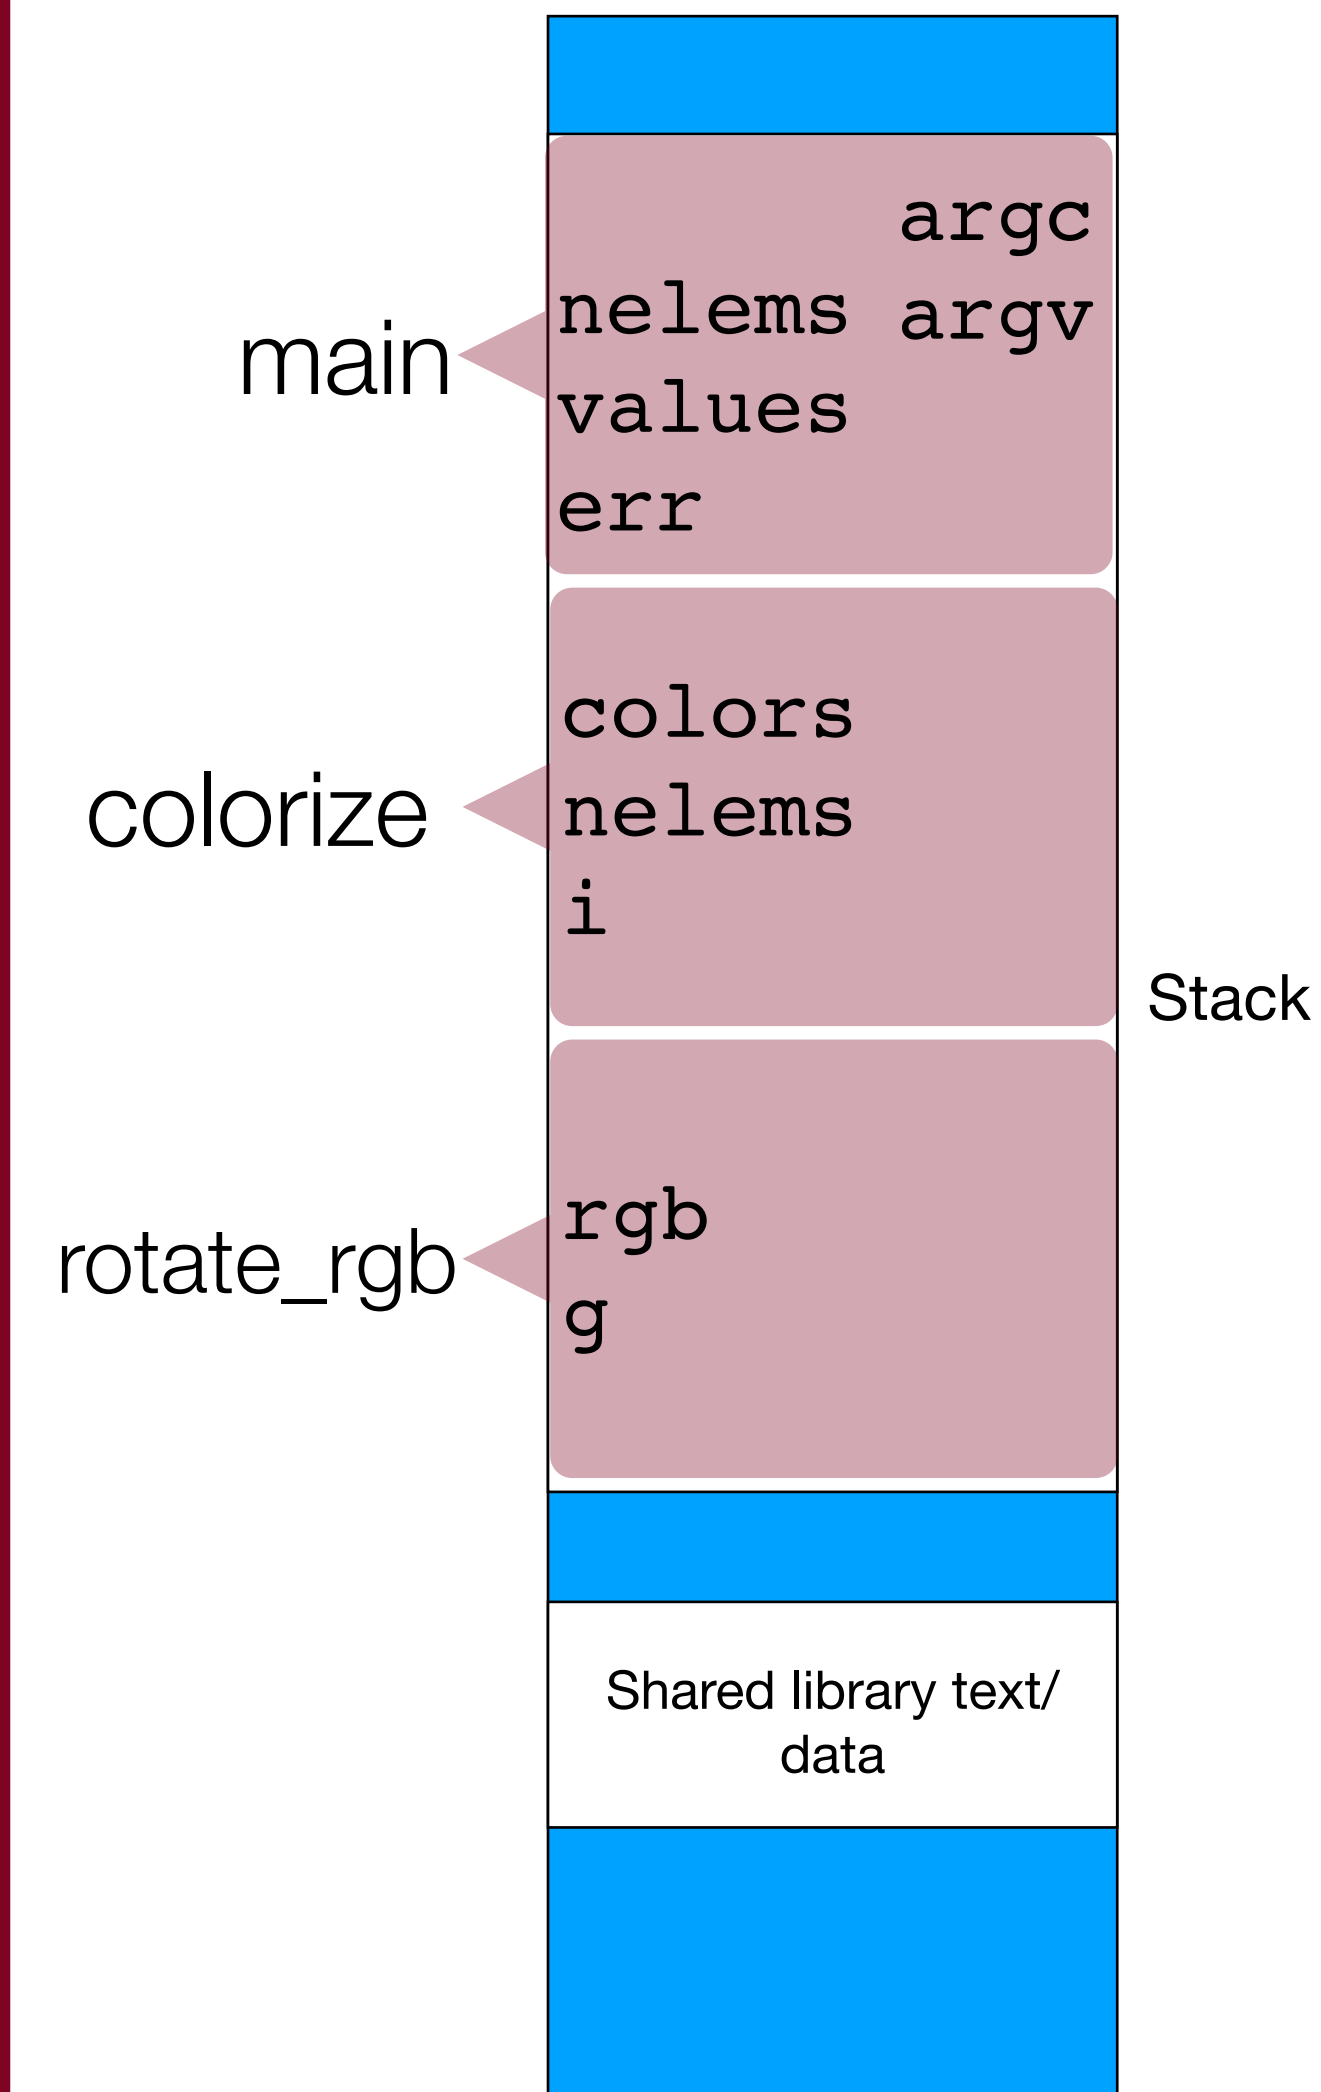 argc
nelems argv
main
values
err
colors
colorize
nelems
i
Stack
rgb
rotate_rgb
g
Shared library text/
data